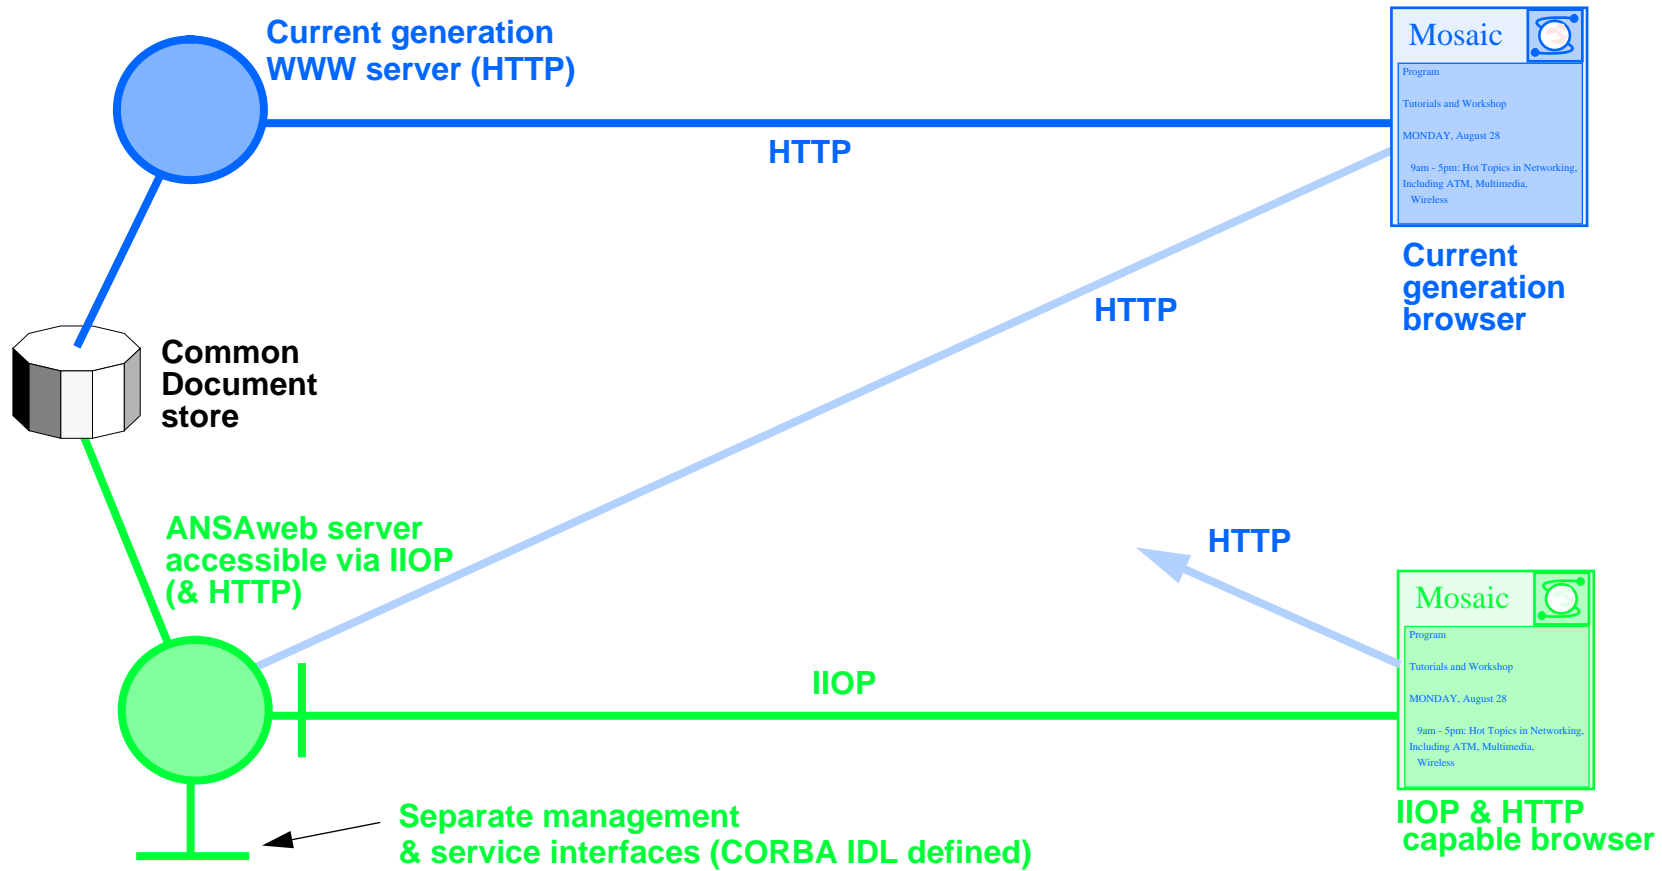 Current generation
WWW server (HTTP)
HTTP
Mosaic
Program
Tutorials and Workshop
MONDAY, August 28
9am - 5pm: Hot Topics in Networking,
Including ATM, Multimedia,
Wireless
Current
generation
browser
HTTP
Common
Document
store
ANSAweb server
accessible via IIOP
(& HTTP)
HTTP
IIOP
Mosaic
Program
Tutorials and Workshop
MONDAY, August 28
9am - 5pm: Hot Topics in Networking,
Including ATM, Multimedia,
Wireless
IIOP & HTTP
capable browser
Separate management
& service interfaces (CORBA IDL defined)